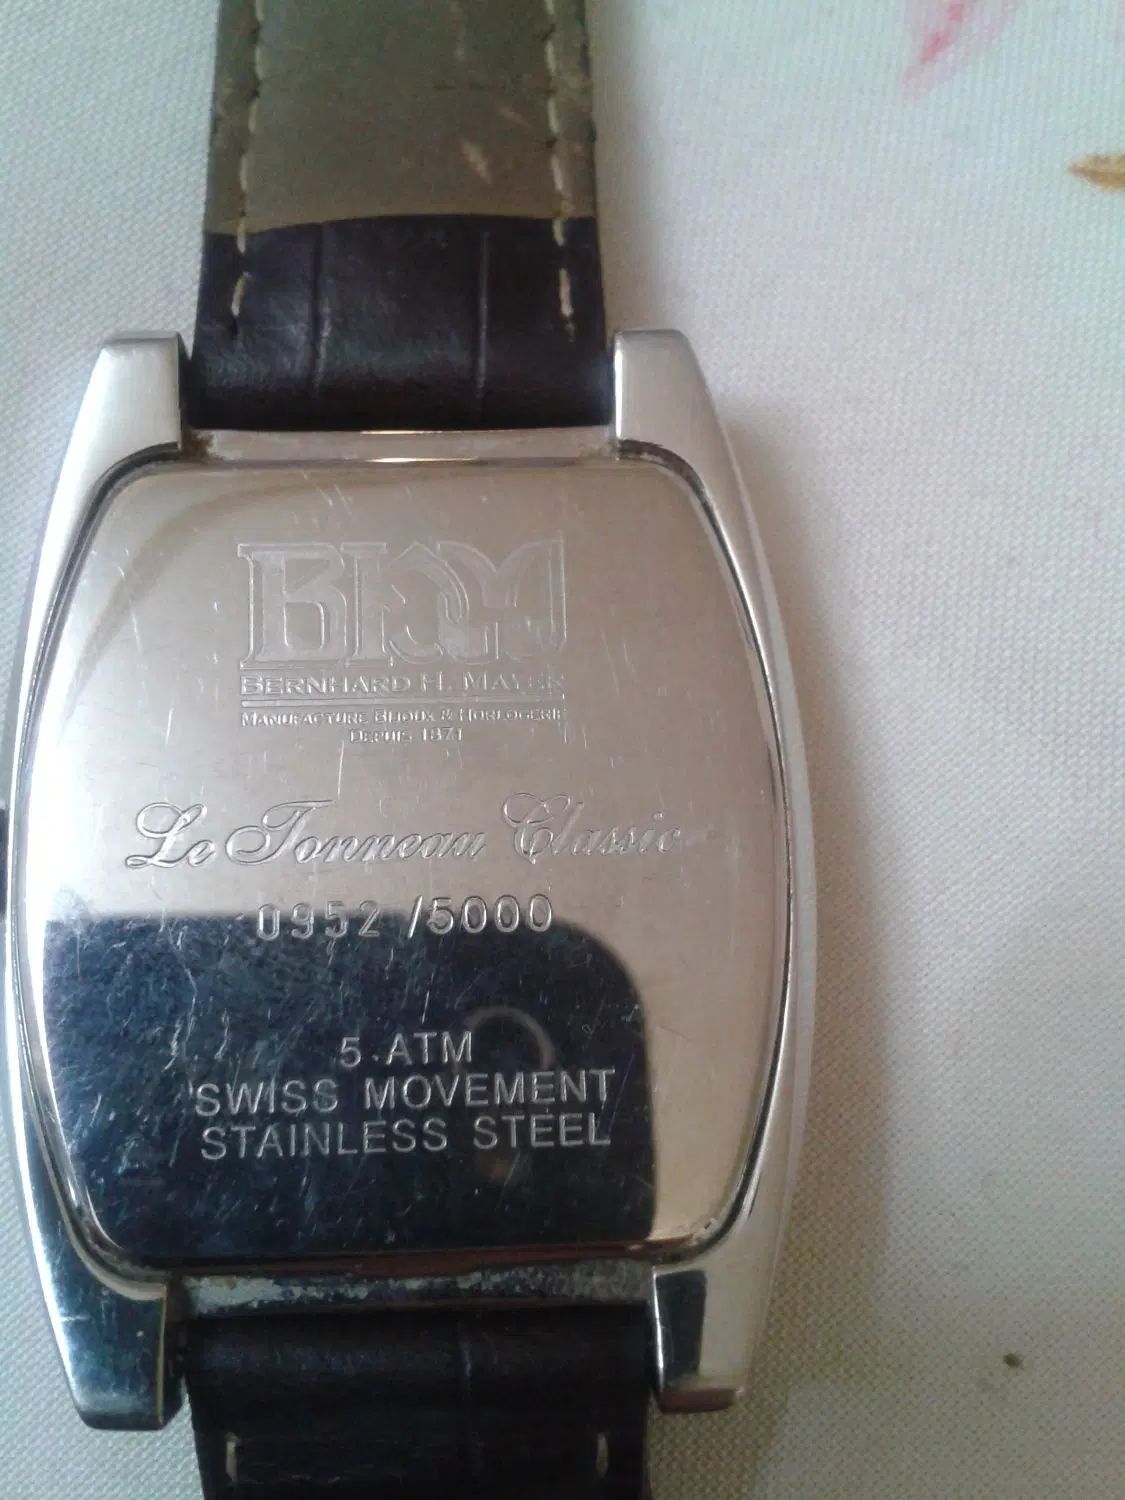 BHM
BERNHARD H. MAYER
MANUFACTURE BIJOUX & HORLOGERIE
DEPUIS 1871
Le Tonneau Classic
0952 /5000
5 ATM
SWISS MOVEMENT
STAINLESS STEEL